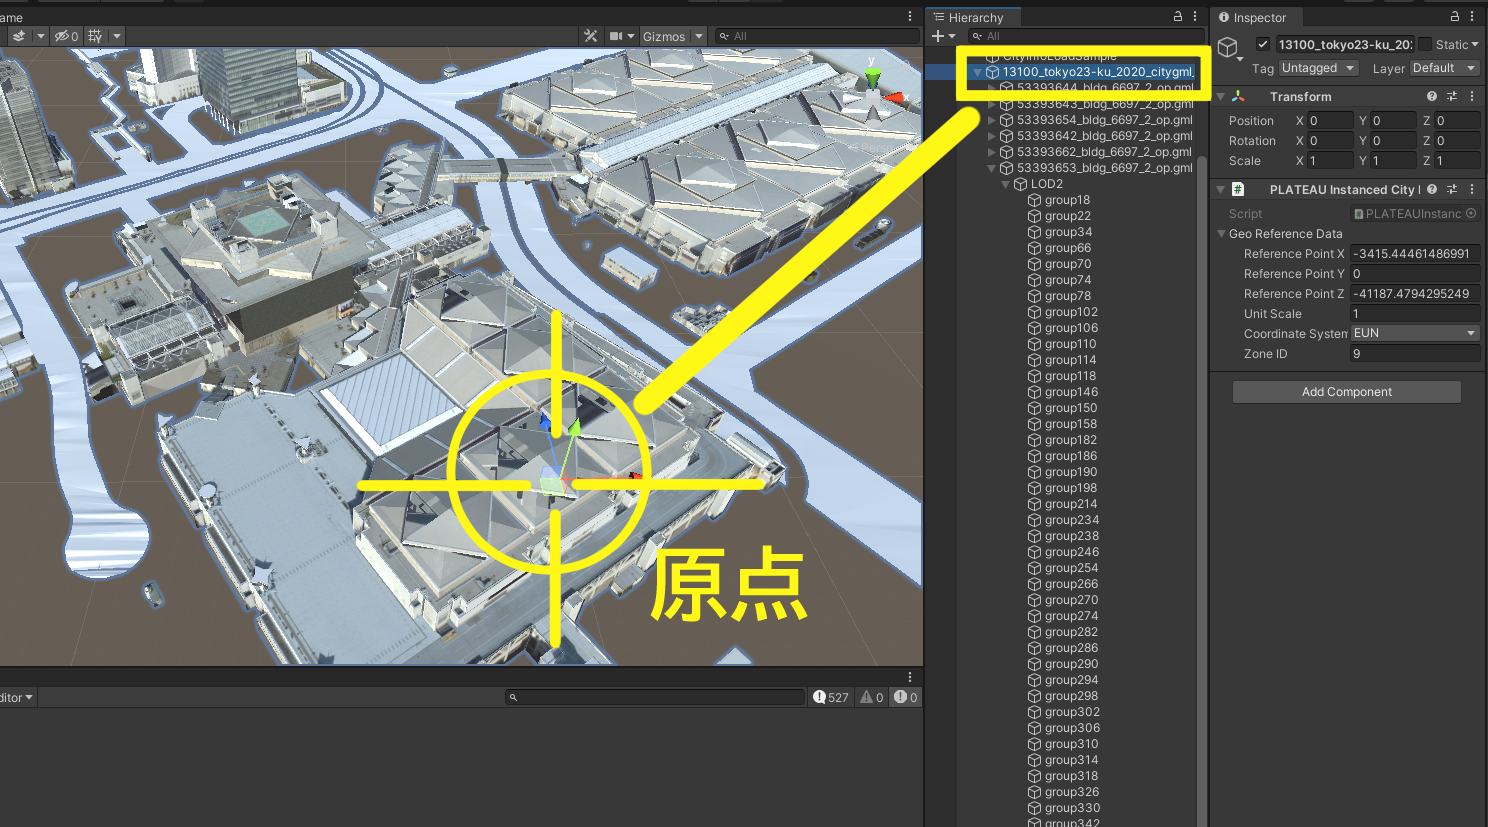 ame
Hierarchy
Inspector
0
Gizmos
All
All
CityInfoLoadSample
13100_tokyo23-ku_2020_citygml_
53393644_bldg_6697_2_op.gml
53393643_bldg_6697_2_op.gml
53393654_bldg_6697_2_op.gml
53393642_bldg_6697_2_op.gml
53393662_bldg_6697_2_op.gml
53393653_bldg_6697_2_op.gml
LOD2
group18
group22
group34
group66
group70
group74
group78
group102
group106
group110
group114
group118
group146
group150
group158
group182
group186
group190
group198
group214
group234
group238
group246
group254
group266
group270
group274
group282
group286
group290
group294
group298
group302
group306
group310
group314
group318
group326
group330
group342
13100_tokyo23-ku_20
Static
Tag Untagged Layer Default
Transform
Position X 0 Y 0 Z 0
Rotation X 0 Y 0 Z 0
Scale X 1 Y 1 Z 1
# PLATEAU Instanced City
Script PLATEAUInstanc
Geo Reference Data
Reference Point X -3415.44461486991
Reference Point Y 0
Reference Point Z -41187.4794295249
Unit Scale 1
Coordinate System EUN
Zone ID 9
Add Component
y
x
Persp
原点
ditor
527 0 0